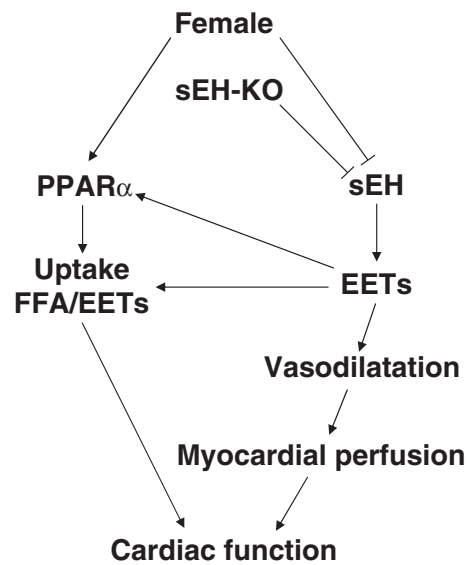 Female
sEH-KO
PPARα
sEH
Uptake
FFA/EETs
EETs
Vasodilatation
Myocardial perfusion
Cardiac function